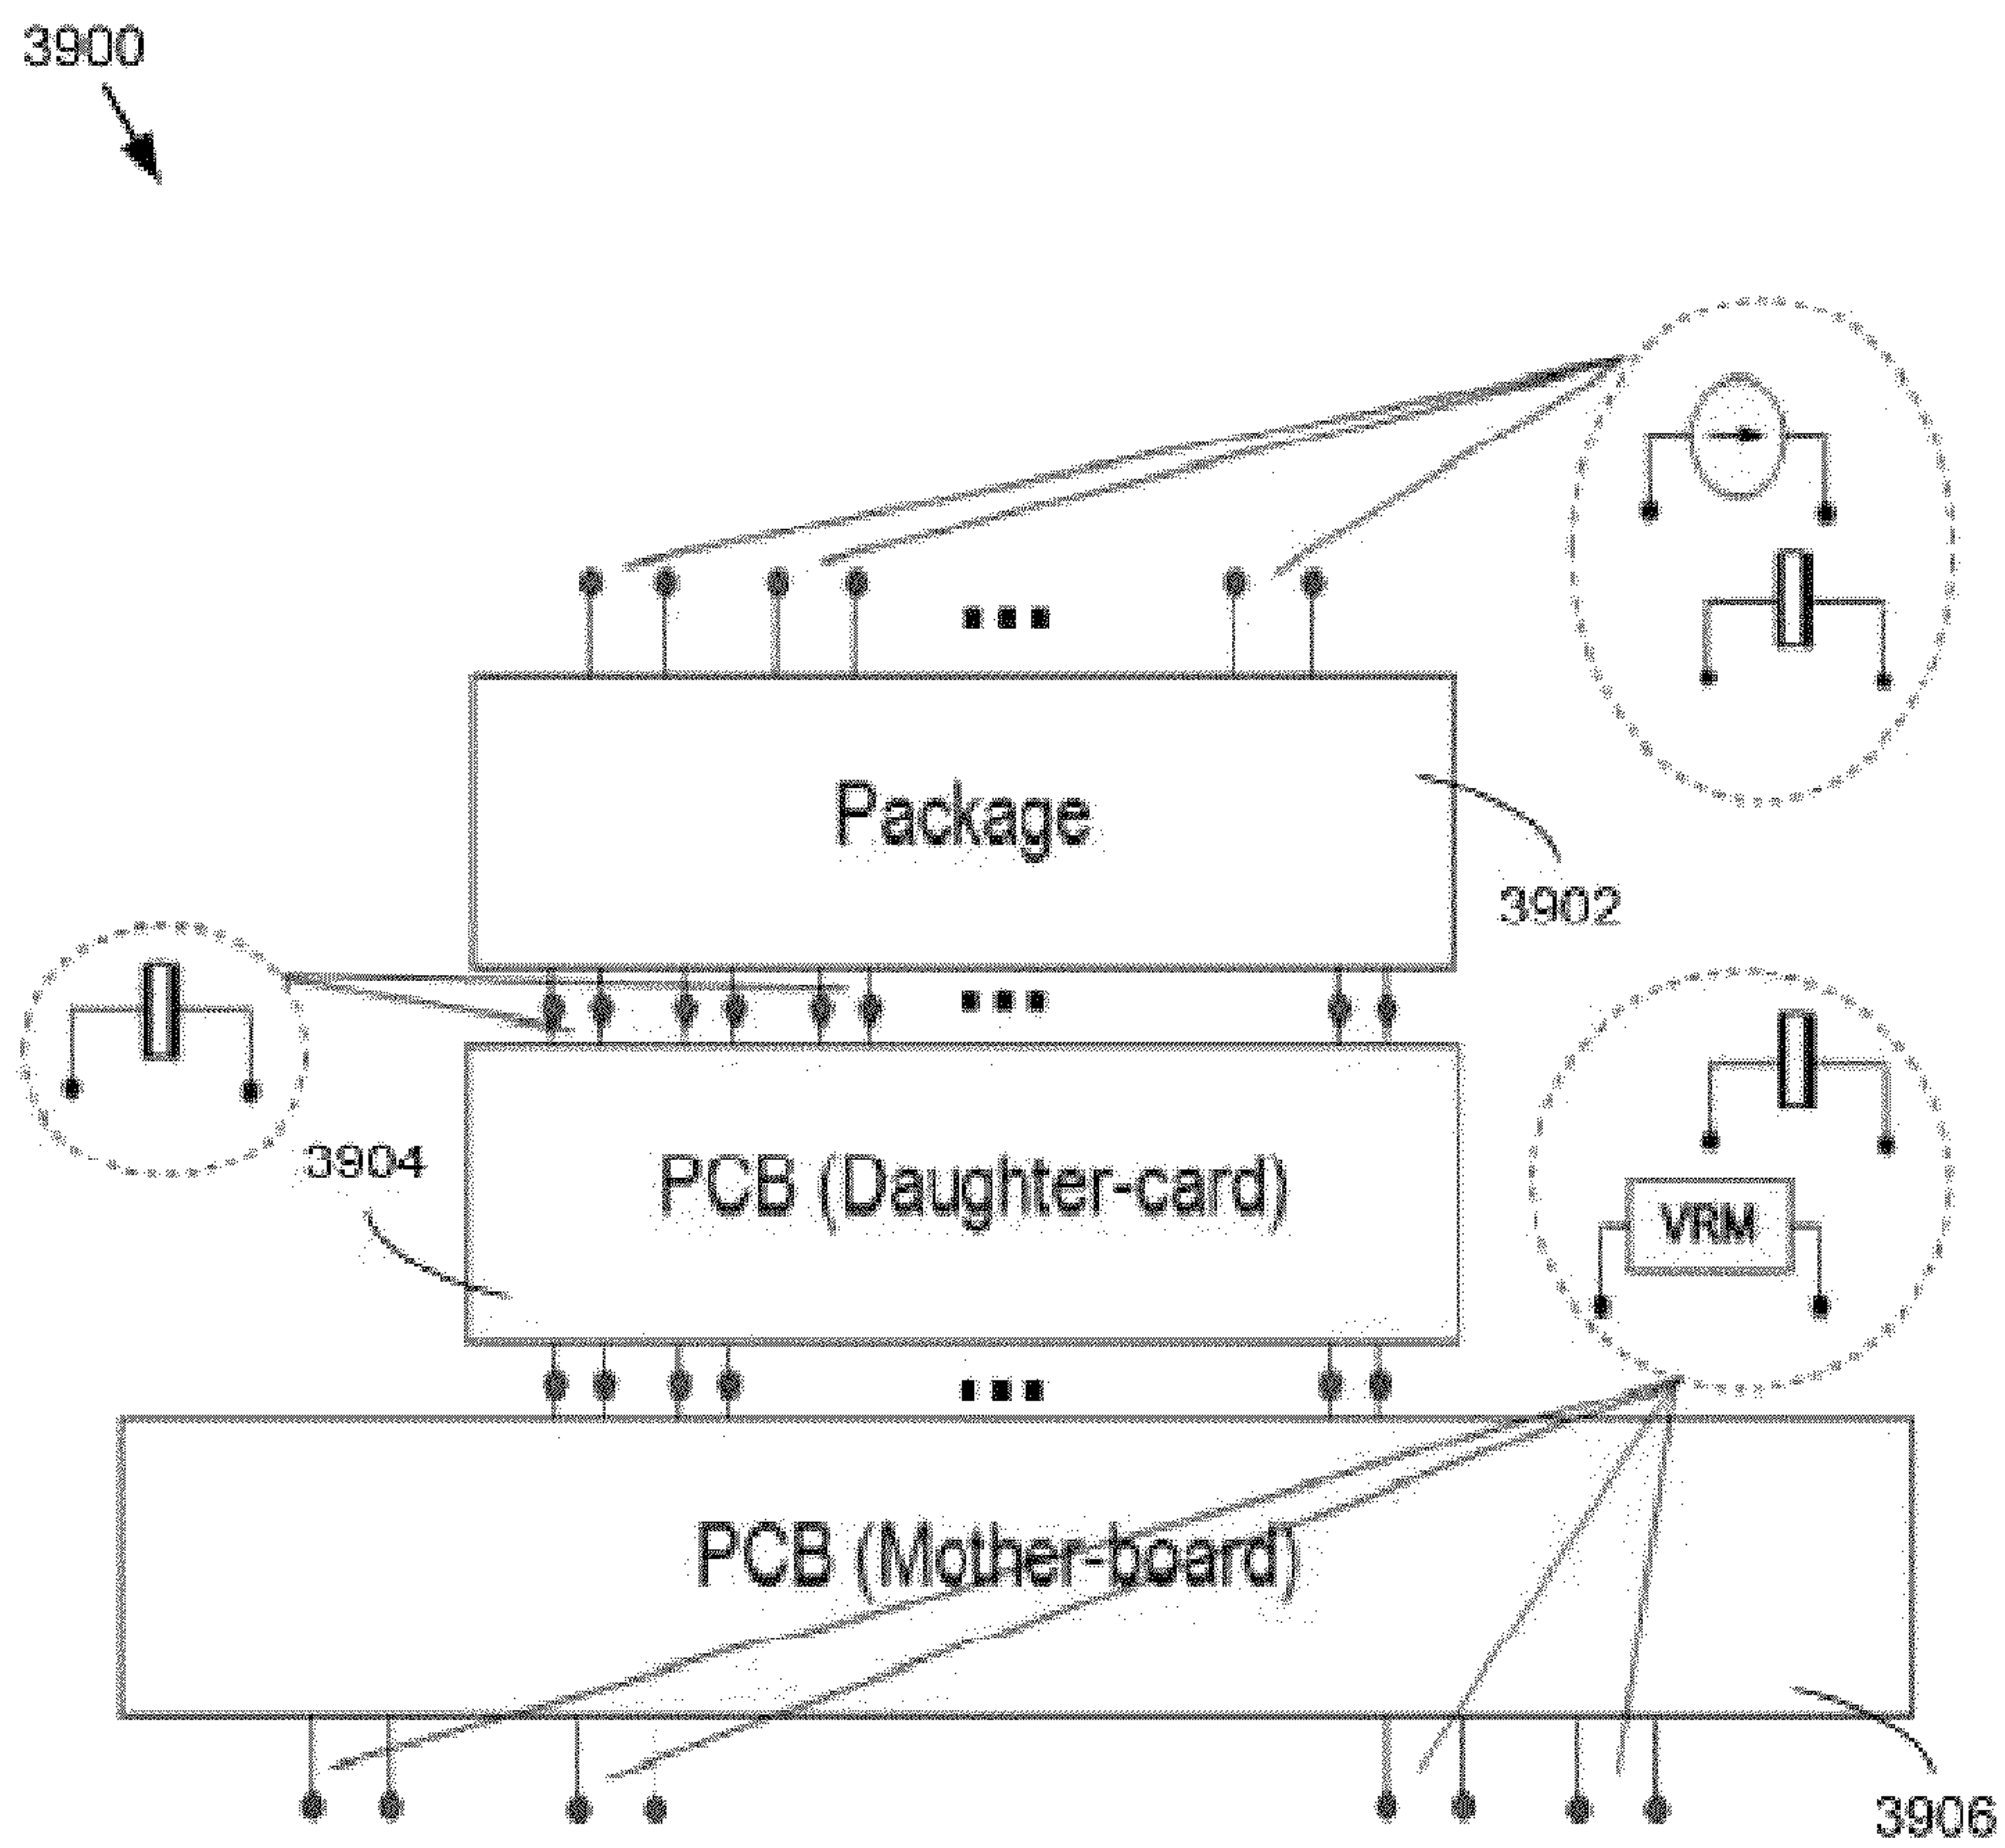 3900
Package
3902
3904
PCB (Daughter-card)
VRM
PCB (Mother-board)
3906